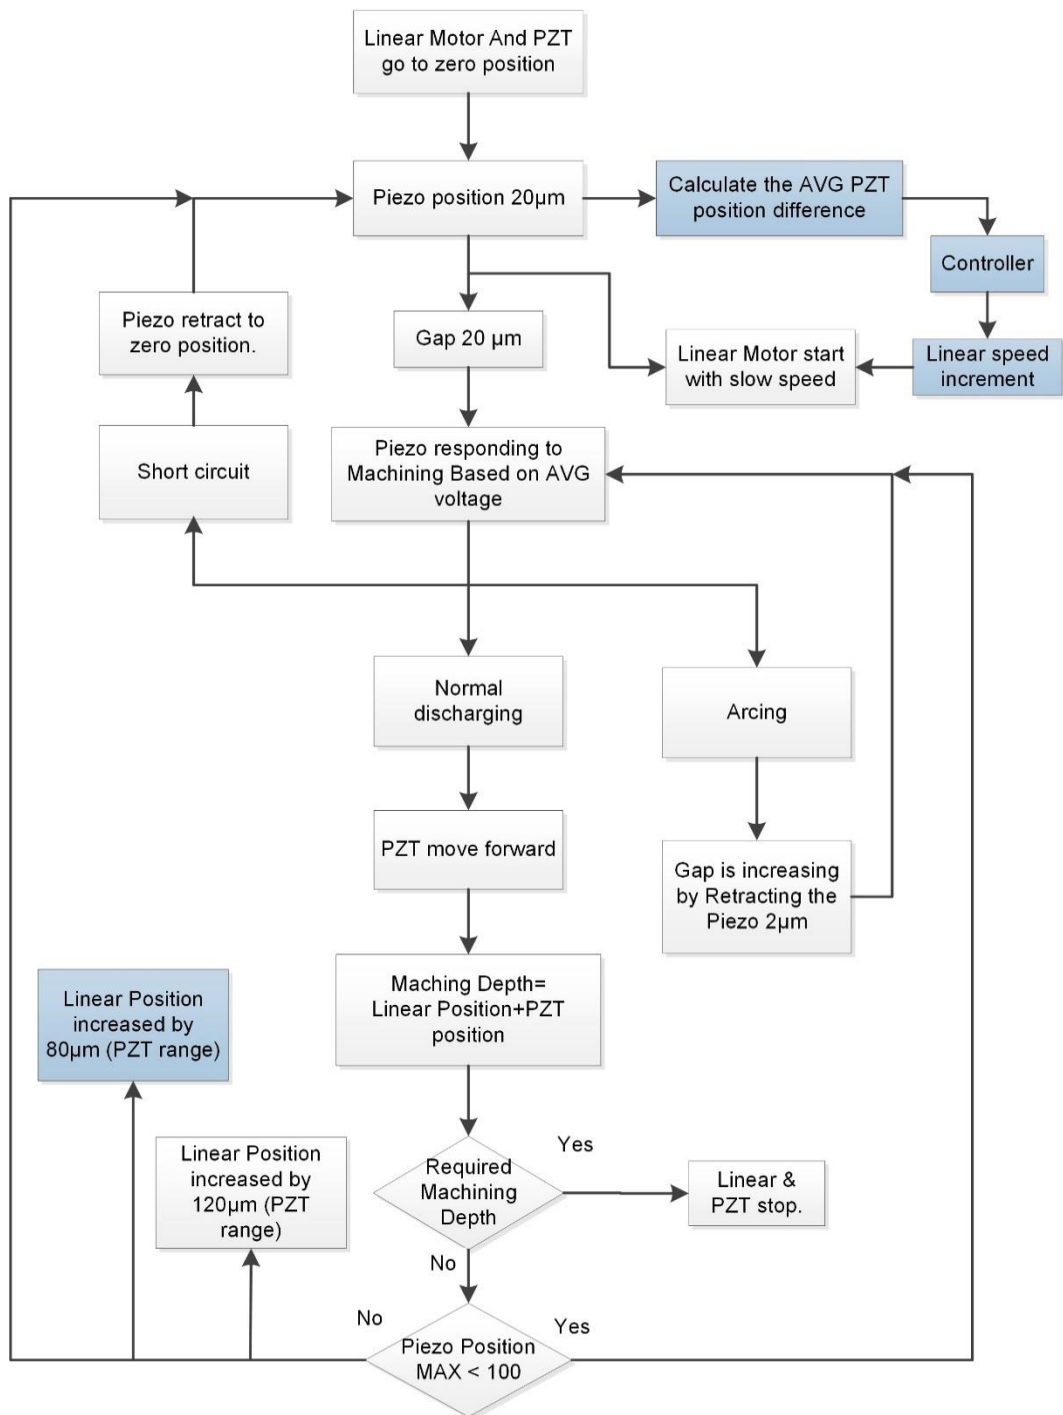 Linear Motor And PZT
go to zero position
Piezo position 20µm
Calculate the AVG PZT
position difference
Controller
Piezo retract to
zero position.
Gap 20 µm
Linear Motor start
with slow speed
Linear speed
increment
Short circuit
Piezo responding to
Machining Based on AVG
voltage
Normal
discharging
Arcing
PZT move forward
Gap is increasing
by Retracting the
Piezo 2µm
Maching Depth=
Linear Position+PZT
position
Linear Position
increased by
80µm (PZT range)
Linear Position
increased by
120µm (PZT
range)
Required
Machining
Depth
Yes
Linear &
PZT stop.
No
No
Piezo Position
MAX < 100
Yes